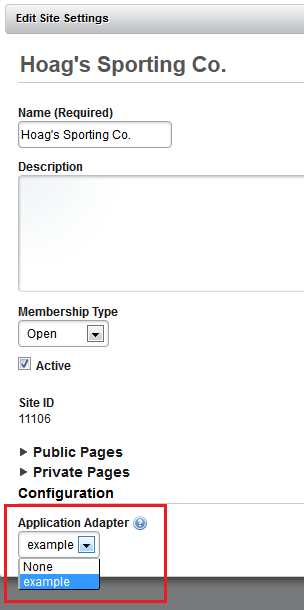 Edit Site Settings
Hoag's Sporting Co.
Name (Required)
Hoag's Sporting Co.
Description
Membership Type
Open
Active
Site ID
11106
Public Pages
Private Pages
Configuration
Application Adapter ?
example
None
example